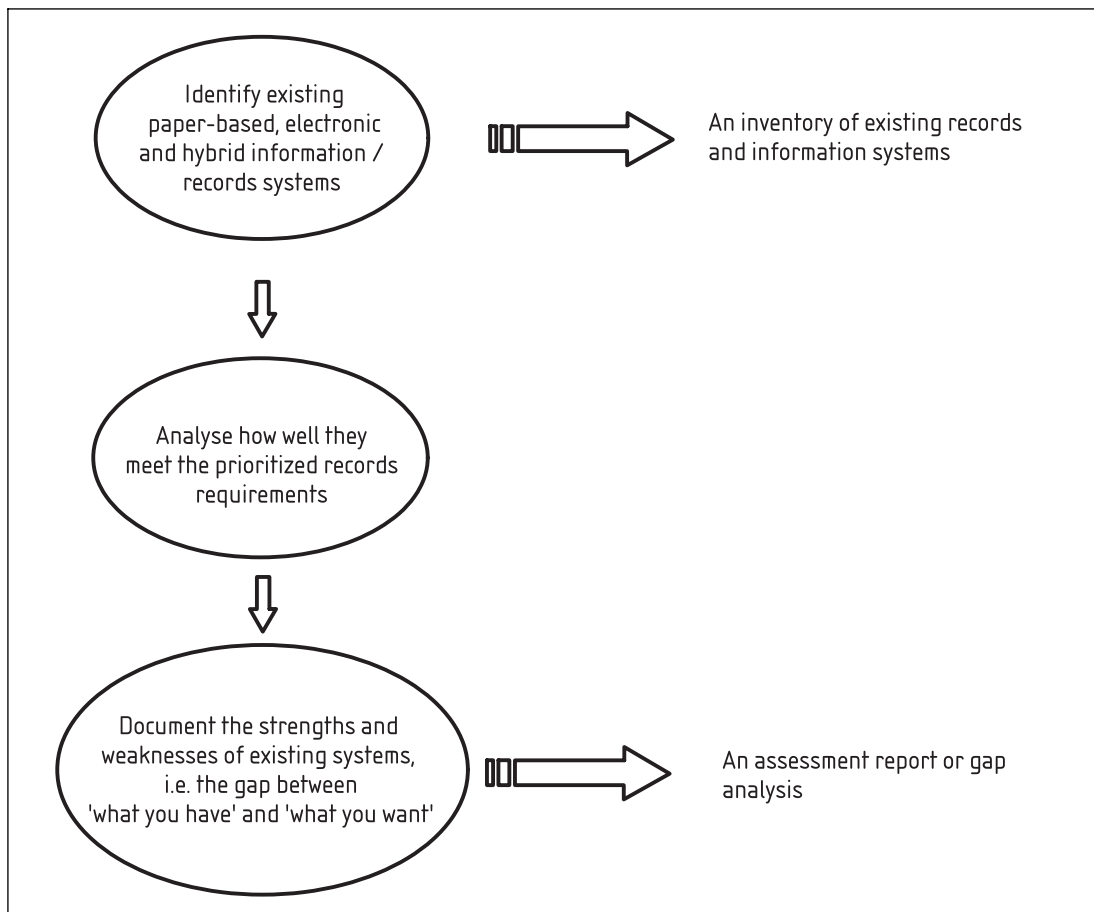 Identify existing
paper-based, electronic
and hybrid information /
records systems
An inventory of existing records
and information systems
Analyse how well they
meet the prioritized records
requirements
Document the strengths and
weaknesses of existing systems,
i.e. the gap between
'what you have' and 'what you want'
An assessment report or gap
analysis